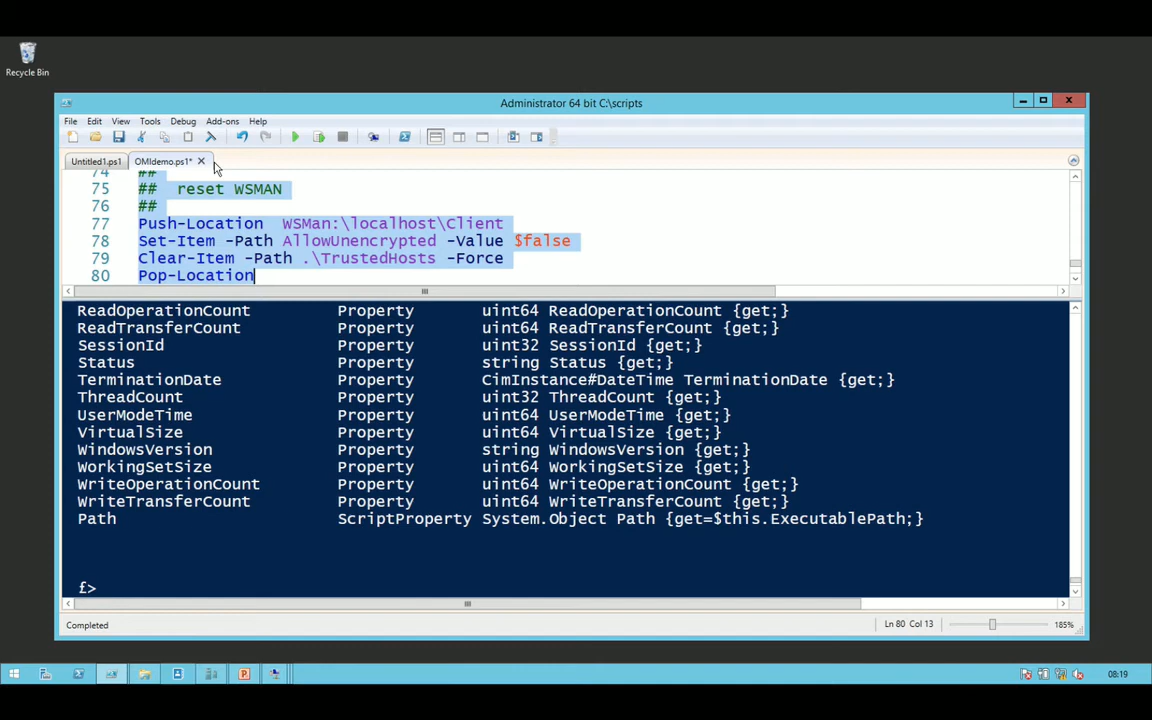 Recycle Bin
Administrator 64 bit C:\scripts
File Edit View Tools Debug Add-ons Help
Untitled1.ps1 OMIdemo.ps1*
74 ##
75 ## reset WSMAN
76 ##
77 Push-Location WSMan:\localhost\Client
78 Set-Item -Path AllowUnencrypted -Value $false
79 Clear-Item -Path .\TrustedHosts -Force
80 Pop-Location
ReadOperationCount Property uint64 ReadOperationCount {get;}
ReadTransferCount Property uint64 ReadTransferCount {get;}
SessionId Property uint32 SessionId {get;}
Status Property string Status {get;}
TerminationDate Property CimInstance#DateTime TerminationDate {get;}
ThreadCount Property uint32 ThreadCount {get;}
UserModeTime Property uint64 UserModeTime {get;}
VirtualSize Property uint64 VirtualSize {get;}
WindowsVersion Property string WindowsVersion {get;}
WorkingSetSize Property uint64 WorkingSetSize {get;}
WriteOperationCount Property uint64 WriteOperationCount {get;}
WriteTransferCount Property uint64 WriteTransferCount {get;}
Path ScriptProperty System.Object Path {get=$this.ExecutablePath;}
£>
Completed Ln 80 Col 13 185%
08:19